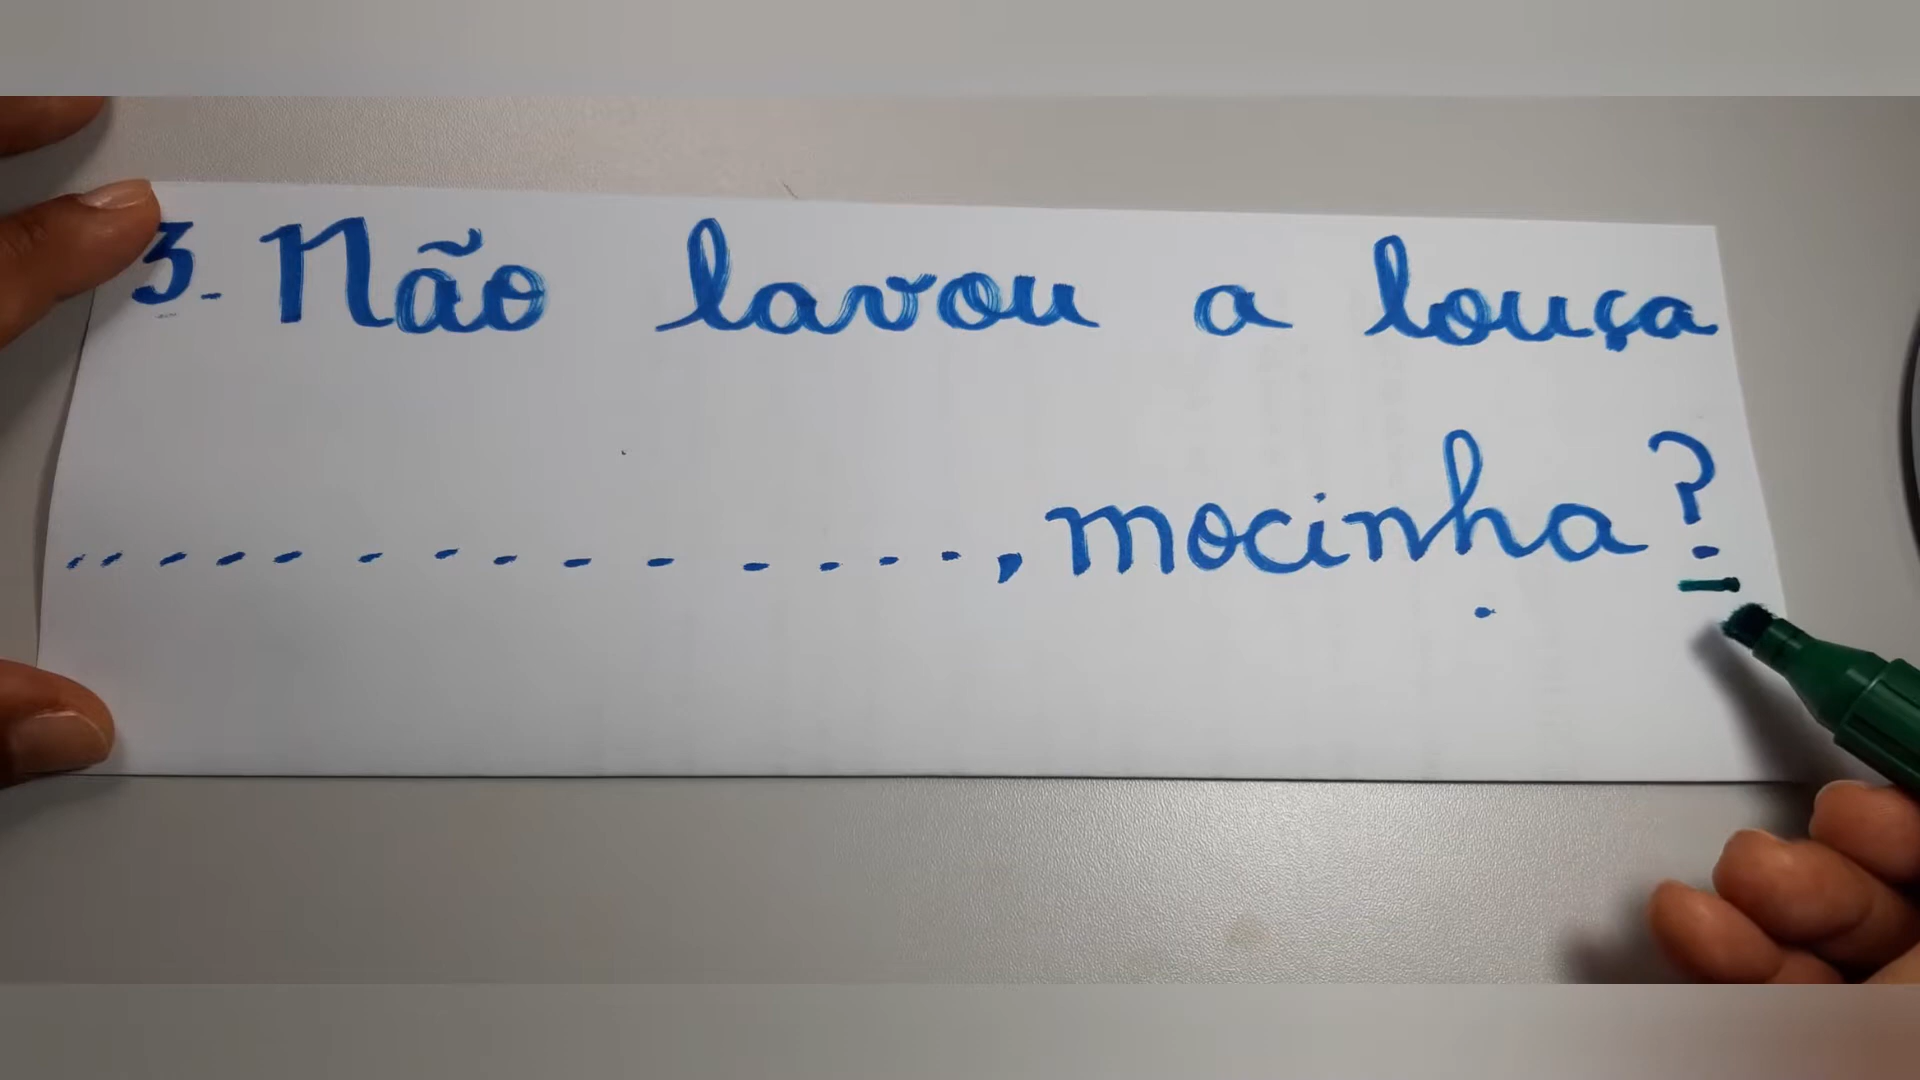 3. Não lavou a louça
.................., mocinha?